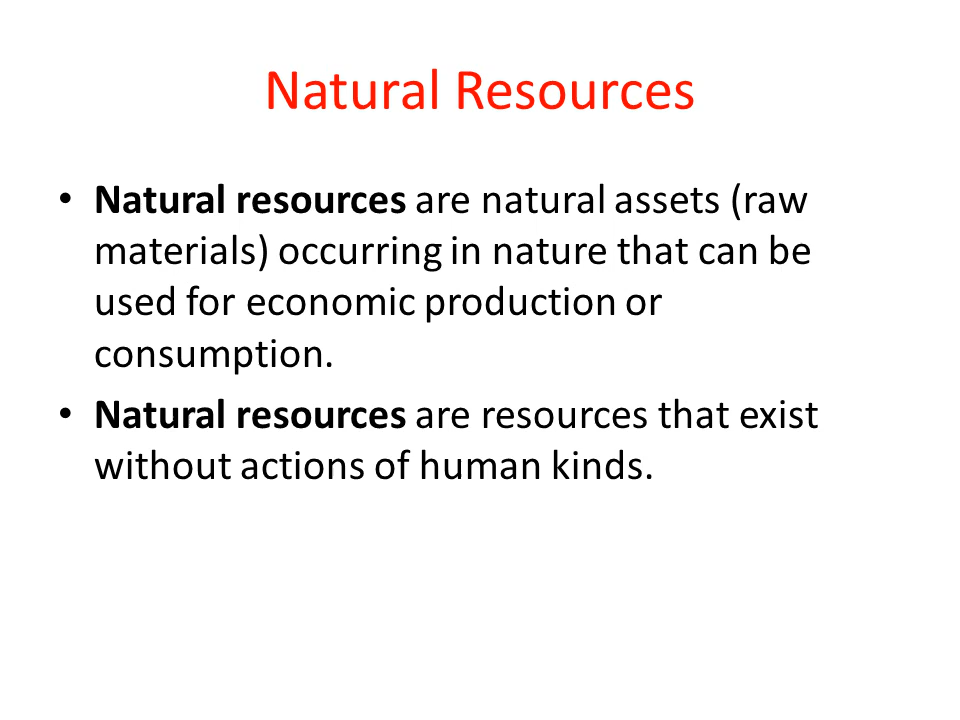 Natural Resources
• Natural resources are natural assets (raw
materials) occurring in nature that can be
used for economic production or
consumption.
• Natural resources are resources that exist
without actions of human kinds.